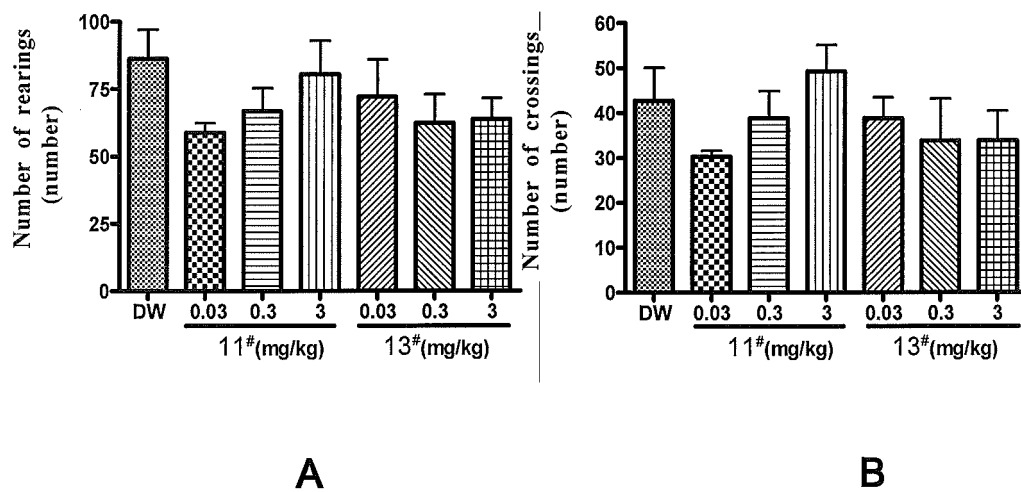 Number of rearings
(number)
100
75
50
25
0
DW 0.03 0.3 3 0.03 0.3 3
11#(mg/kg) 13#(mg/kg)
A
Number of crossings
(number)
60
50
40
30
20
10
0
DW 0.03 0.3 3 0.03 0.3 3
11#(mg/kg) 13#(mg/kg)
B